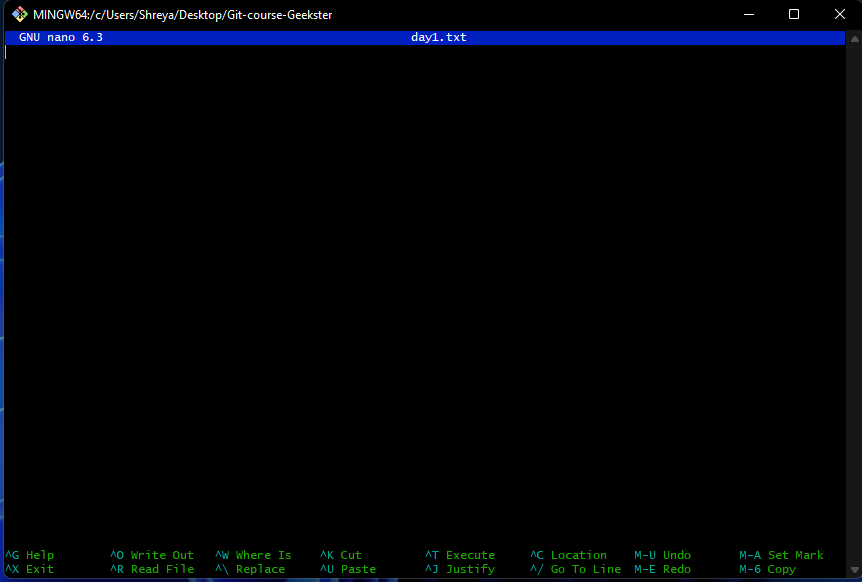 MINGW64:/c/Users/Shreya/Desktop/Git-course-Geekster
GNU nano 6.3 day1.txt
^G Help ^O Write Out ^W Where Is ^K Cut ^T Execute ^C Location M-U Undo M-A Set Mark
^X Exit ^R Read File ^\ Replace ^U Paste ^J Justify ^/ Go To Line M-E Redo M-6 Copy